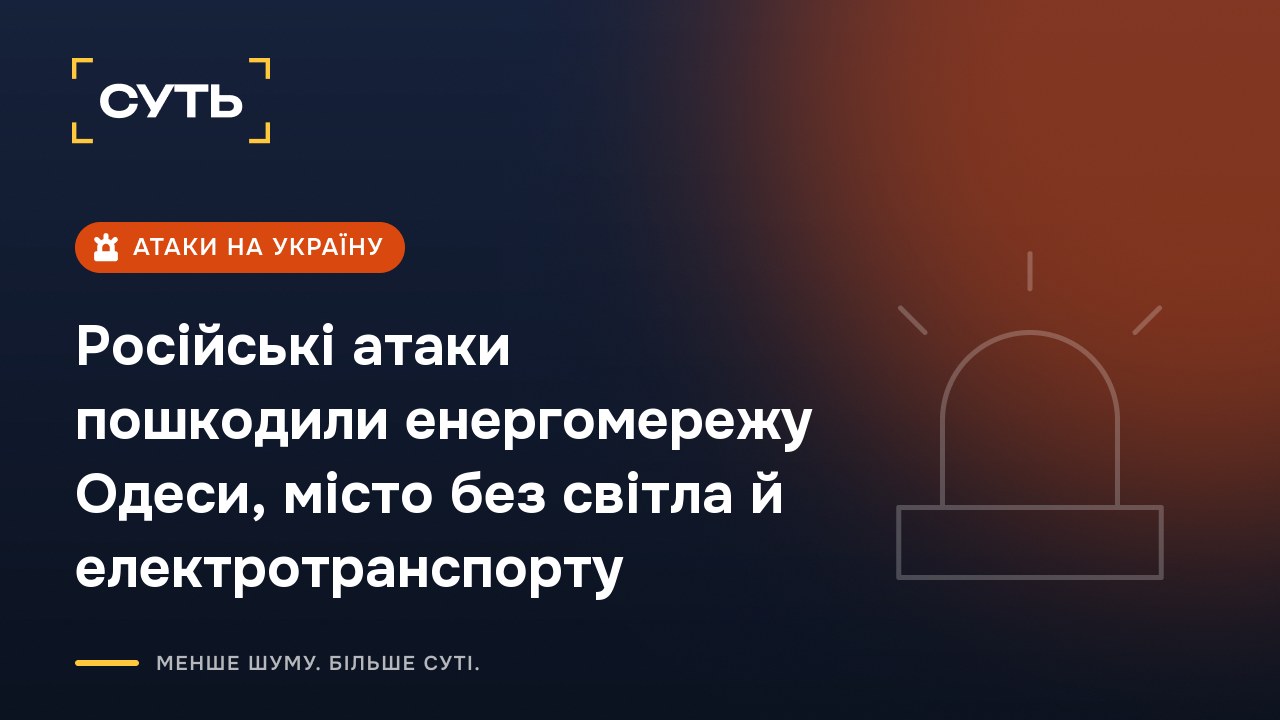 СУТЬ
АТАКИ НА УКРАЇНУ
Російські атаки
пошкодили енергомережу
Одеси, місто без світла й
електротранспорту
МЕНШЕ ШУМУ. БІЛЬШЕ СУТІ.